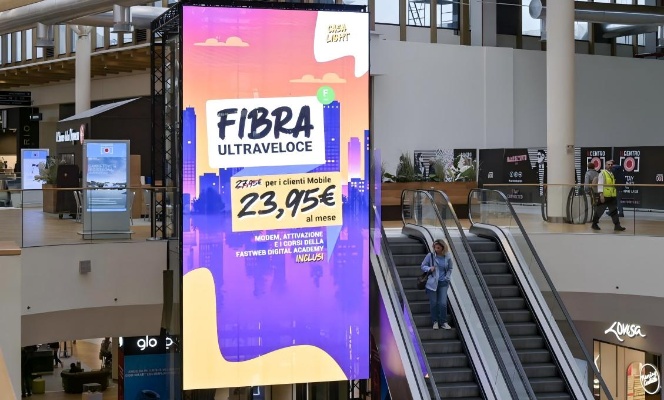 CASA
LIGHT
F
FIBRA
ULTRAVELOCE
27,95€ per i clienti Mobile
23,95€
al mese
MODEM, ATTIVAZIONE
E I CORSI DELLA
FASTWEB DIGITAL ACADEMY
INCLUSI
CENTRO
CENTRO
glo
Lonsa